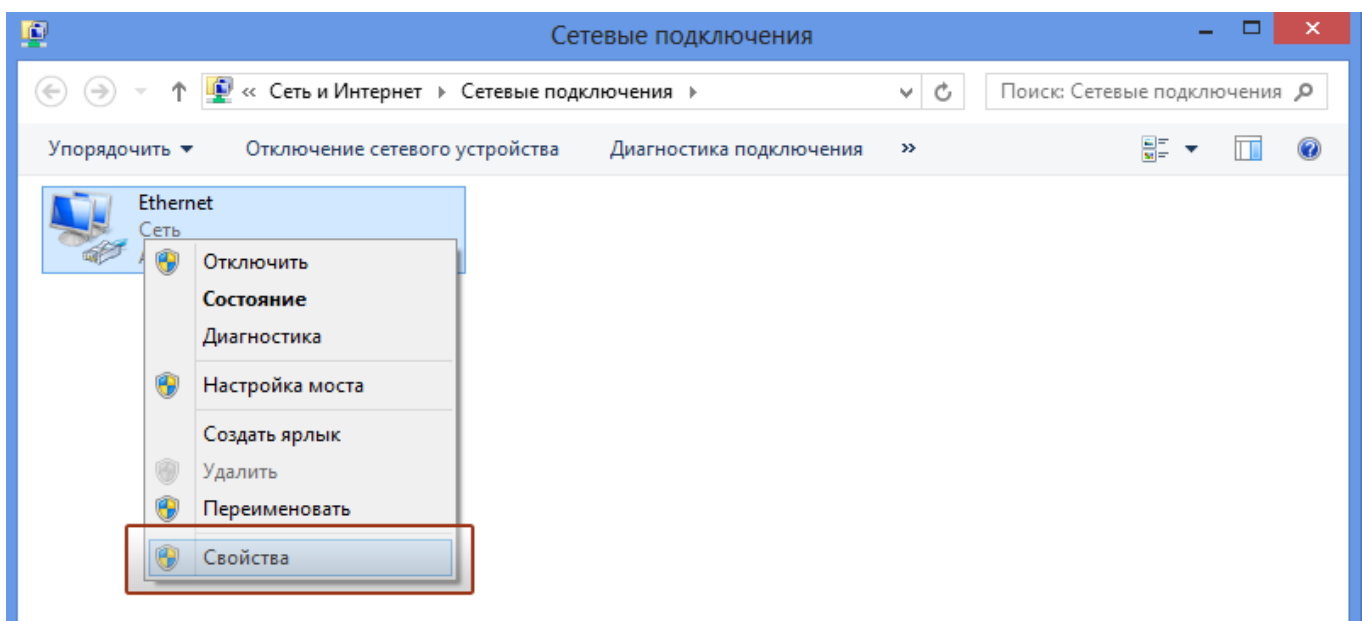 Сетевые подключения
« Сеть и Интернет Сетевые подключения Поиск: Сетевые подключения
Упорядочить Отключение сетевого устройства Диагностика подключения »
Ethernet
Сеть
Отключить
Состояние
Диагностика
Настройка моста
Создать ярлык
Удалить
Переименовать
Свойства